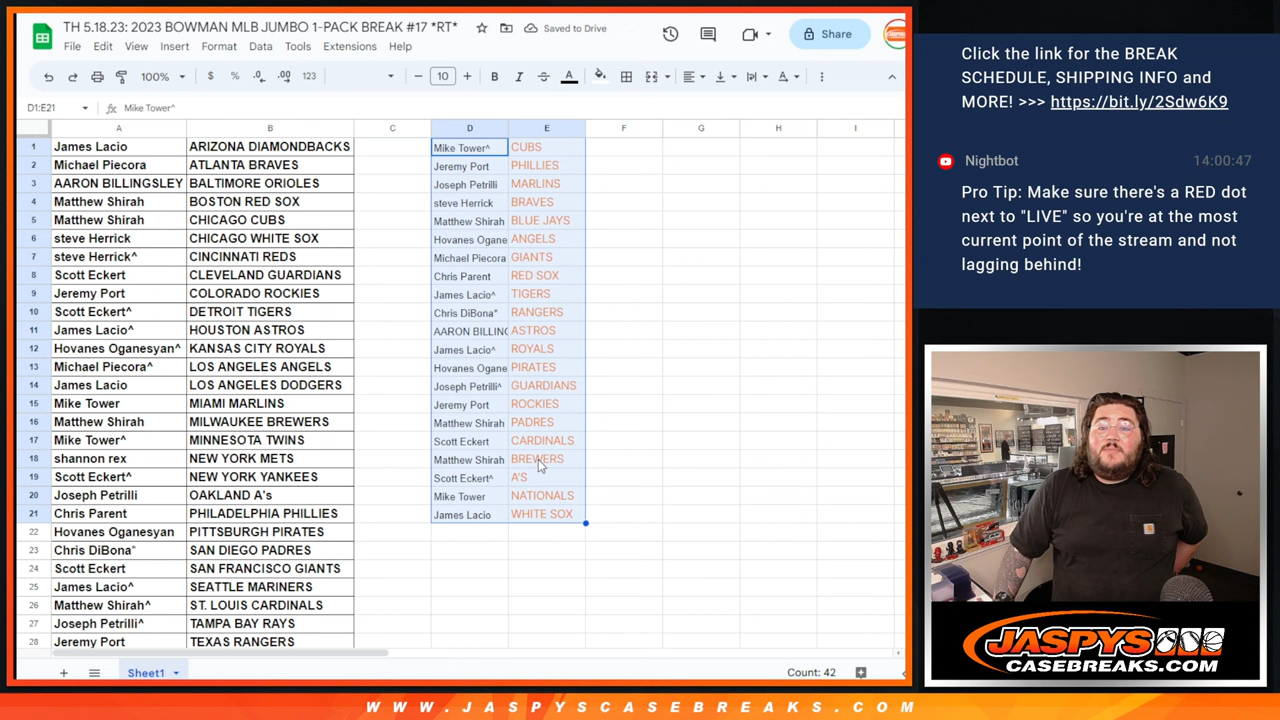 TH 5.18.23: 2023 BOWMAN MLB JUMBO 1-PACK BREAK #17 *RT*
Saved to Drive
Share
File Edit View Insert Format Data Tools Extensions Help
100% $ % .0 .00 123 10 B I A
D1:E21 fx Mike Tower^
A B C D E F G H I
1 James Lacio ARIZONA DIAMONDBACKS Mike Tower^ CUBS
2 Michael Piecora ATLANTA BRAVES Jeremy Port PHILLIES
3 AARON BILLINGSLEY BALTIMORE ORIOLES Joseph Petrilli MARLINS
4 Matthew Shirah BOSTON RED SOX steve Herrick BRAVES
5 Matthew Shirah CHICAGO CUBS Matthew Shirah BLUE JAYS
6 steve Herrick CHICAGO WHITE SOX Hovanes Ogane ANGELS
7 steve Herrick^ CINCINNATI REDS Michael Piecora GIANTS
8 Scott Eckert CLEVELAND GUARDIANS Chris Parent RED SOX
9 Jeremy Port COLORADO ROCKIES James Lacio^ TIGERS
10 Scott Eckert^ DETROIT TIGERS Chris DiBona* RANGERS
11 James Lacio^ HOUSTON ASTROS AARON BILLING ASTROS
12 Hovanes Oganesyan^ KANSAS CITY ROYALS James Lacio^ ROYALS
13 Michael Piecora^ LOS ANGELES ANGELS Hovanes Ogane PIRATES
14 James Lacio LOS ANGELES DODGERS Joseph Petrilli^ GUARDIANS
15 Mike Tower MIAMI MARLINS Jeremy Port ROCKIES
16 Matthew Shirah MILWAUKEE BREWERS Matthew Shirah PADRES
17 Mike Tower^ MINNESOTA TWINS Scott Eckert CARDINALS
18 shannon rex NEW YORK METS Matthew Shirah BREWERS
19 Scott Eckert^ NEW YORK YANKEES Scott Eckert^ A'S
20 Joseph Petrilli OAKLAND A's Mike Tower NATIONALS
21 Chris Parent PHILADELPHIA PHILLIES James Lacio WHITE SOX
22 Hovanes Oganesyan PITTSBURGH PIRATES
23 Chris DiBona* SAN DIEGO PADRES
24 Scott Eckert SAN FRANCISCO GIANTS
25 James Lacio^ SEATTLE MARINERS
26 Matthew Shirah^ ST. LOUIS CARDINALS
27 Joseph Petrilli^ TAMPA BAY RAYS
28 Jeremy Port TEXAS RANGERS
Sheet1 Count: 42
Click the link for the BREAK
SCHEDULE, SHIPPING INFO and
MORE! >>> https://bit.ly/2Sdw6K9
Nightbot 14:00:47
Pro Tip: Make sure there's a RED dot
next to "LIVE" so you're at the most
current point of the stream and not
lagging behind!
JASPYS
CASEBREAKS.COM
WWW.JASPYSCASEBREAKS.COM